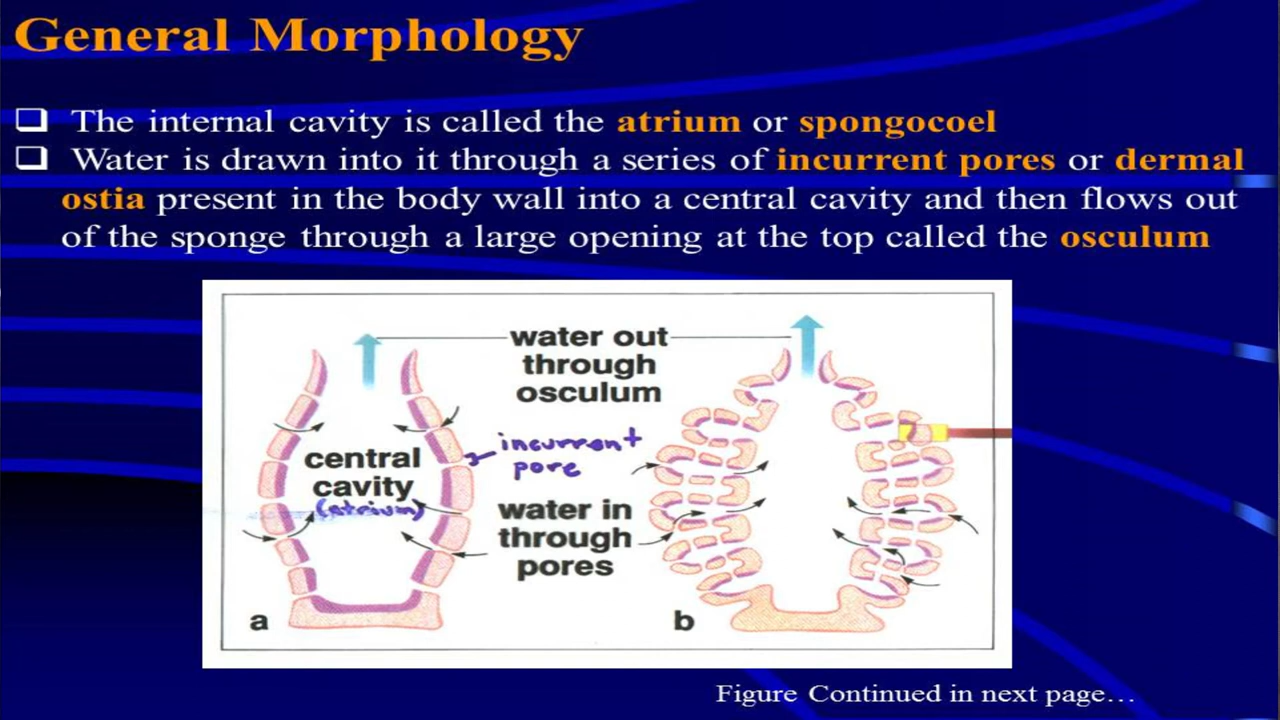 General Morphology
❑ The internal cavity is called the atrium or spongocoel
❑ Water is drawn into it through a series of incurrent pores or dermal
ostia present in the body wall into a central cavity and then flows out
of the sponge through a large opening at the top called the osculum
water out
through
osculum
incurrent
pore
central
cavity
(atrium)
water in
through
pores
a
b
Figure Continued in next page…